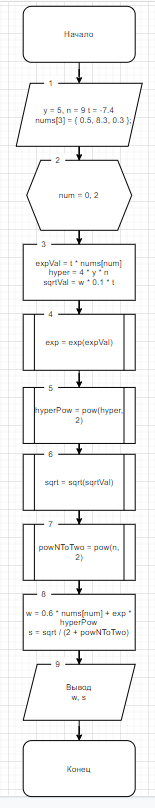 Начало
1
y = 5, n = 9 t = -7.4
nums[3] = { 0.5, 8.3, 0.3 };
2
num = 0, 2
3
expVal = t * nums[num]
hyper = 4 * y * n
sqrtVal = w * 0.1 * t
4
exp = exp(expVal)
5
hyperPow = pow(hyper,
2)
6
sqrt = sqrt(sqrtVal)
7
powNToTwo = pow(n,
2)
8
w = 0.6 * nums[num] + exp *
hyperPow
s = sqrt / (2 + powNToTwo)
9
Вывод
w, s
Конец